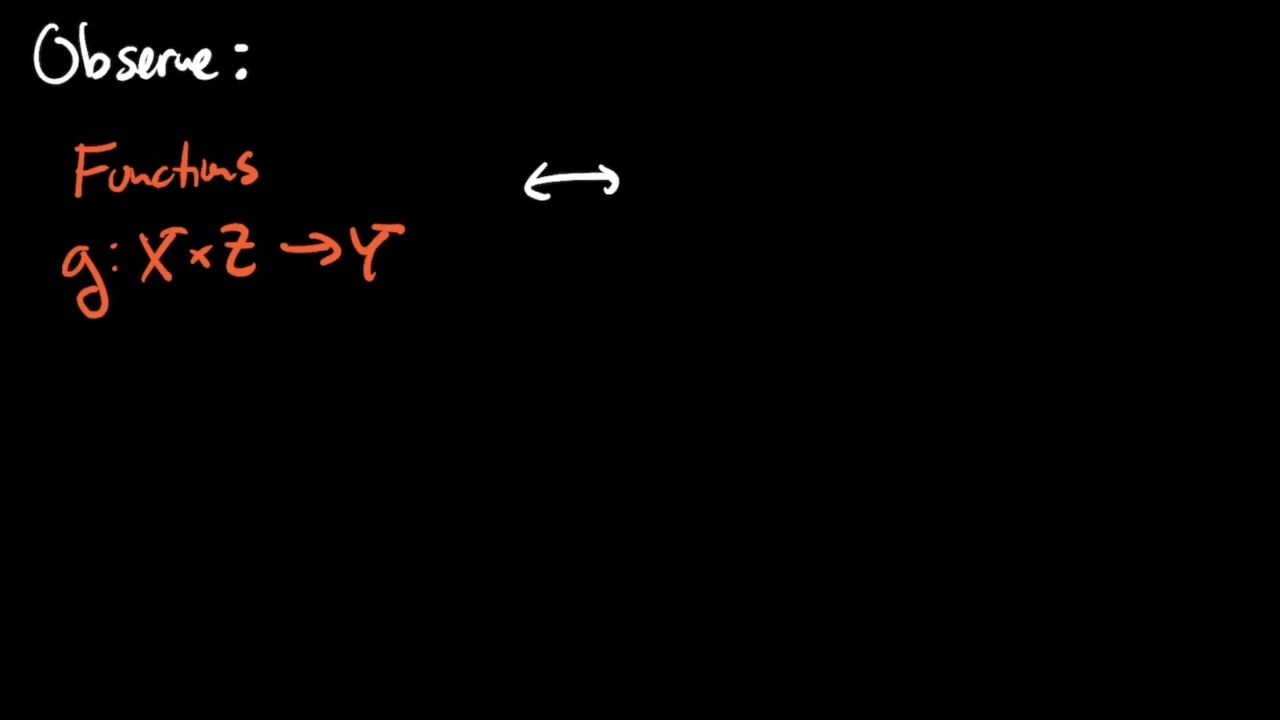 Observe:
Functions ↔
g: X × Z → Y